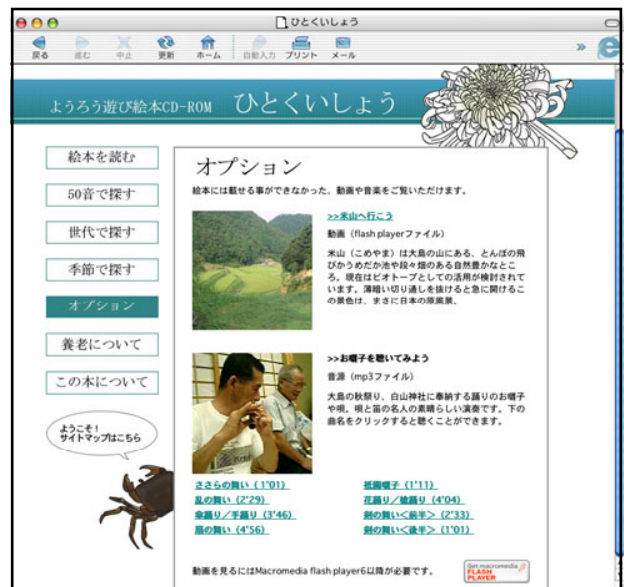 ひとくいしょう
戻る 進む 中止 更新 ホーム 自動入力 プリント メール
ようろう遊び絵本CD-ROM ひとくいしょう
絵本を読む
50音で探す
世代で探す
季節で探す
オプション
養老について
この本について
ようこそ！
サイトマップはこちら
オプション
絵本には載せる事ができなかった、動画や音楽をご覧いただけます。
>>米山へ行こう
動画（flash playerファイル）
米山（こめやま）は大島の山にある、とんぼの飛
びかうめだか池や段々畑のある自然豊かなとこ
ろ。現在はビオトープとしての活用が検討されて
います。薄暗い切り通しを抜けると急に開けるこ
の景色は、まさに日本の原風景。
>>お囃子を聴いてみよう
音源（mp3ファイル）
大島の秋祭り、白山神社に奉納する踊りのお囃子
や唄。唄と笛の名人の素晴らしい演奏です。下の
曲名をクリックすると聴くことができます。
ささらの舞い（1'01） 祇園囃子（1'11）
乱の舞い（2'29） 花踊り／槍踊り（4'04）
傘踊り／手踊り（3'46） 剣の舞い＜前半＞（2'33）
扇の舞い（4'56） 剣の舞い＜後半＞（1'01）
動画を見るにはMacromedia flash player6以降が必要です。
Get macromedia
FLASH
PLAYER